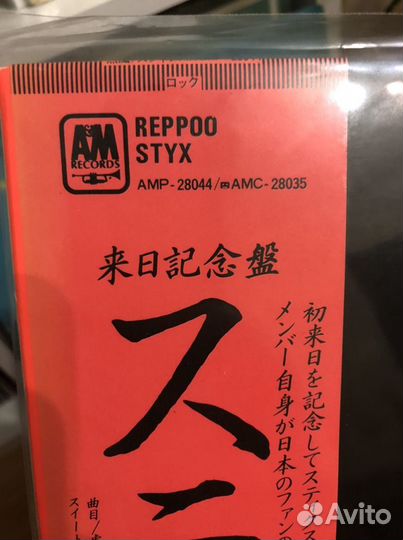 ロック
A&M
RECORDS
REPPOO
STYX
AMP-28044/AMC-28035
来日記念盤
初来日を記念してステ
メンバー自身が日本のファンの
ス
曲目/
スイート
Avito